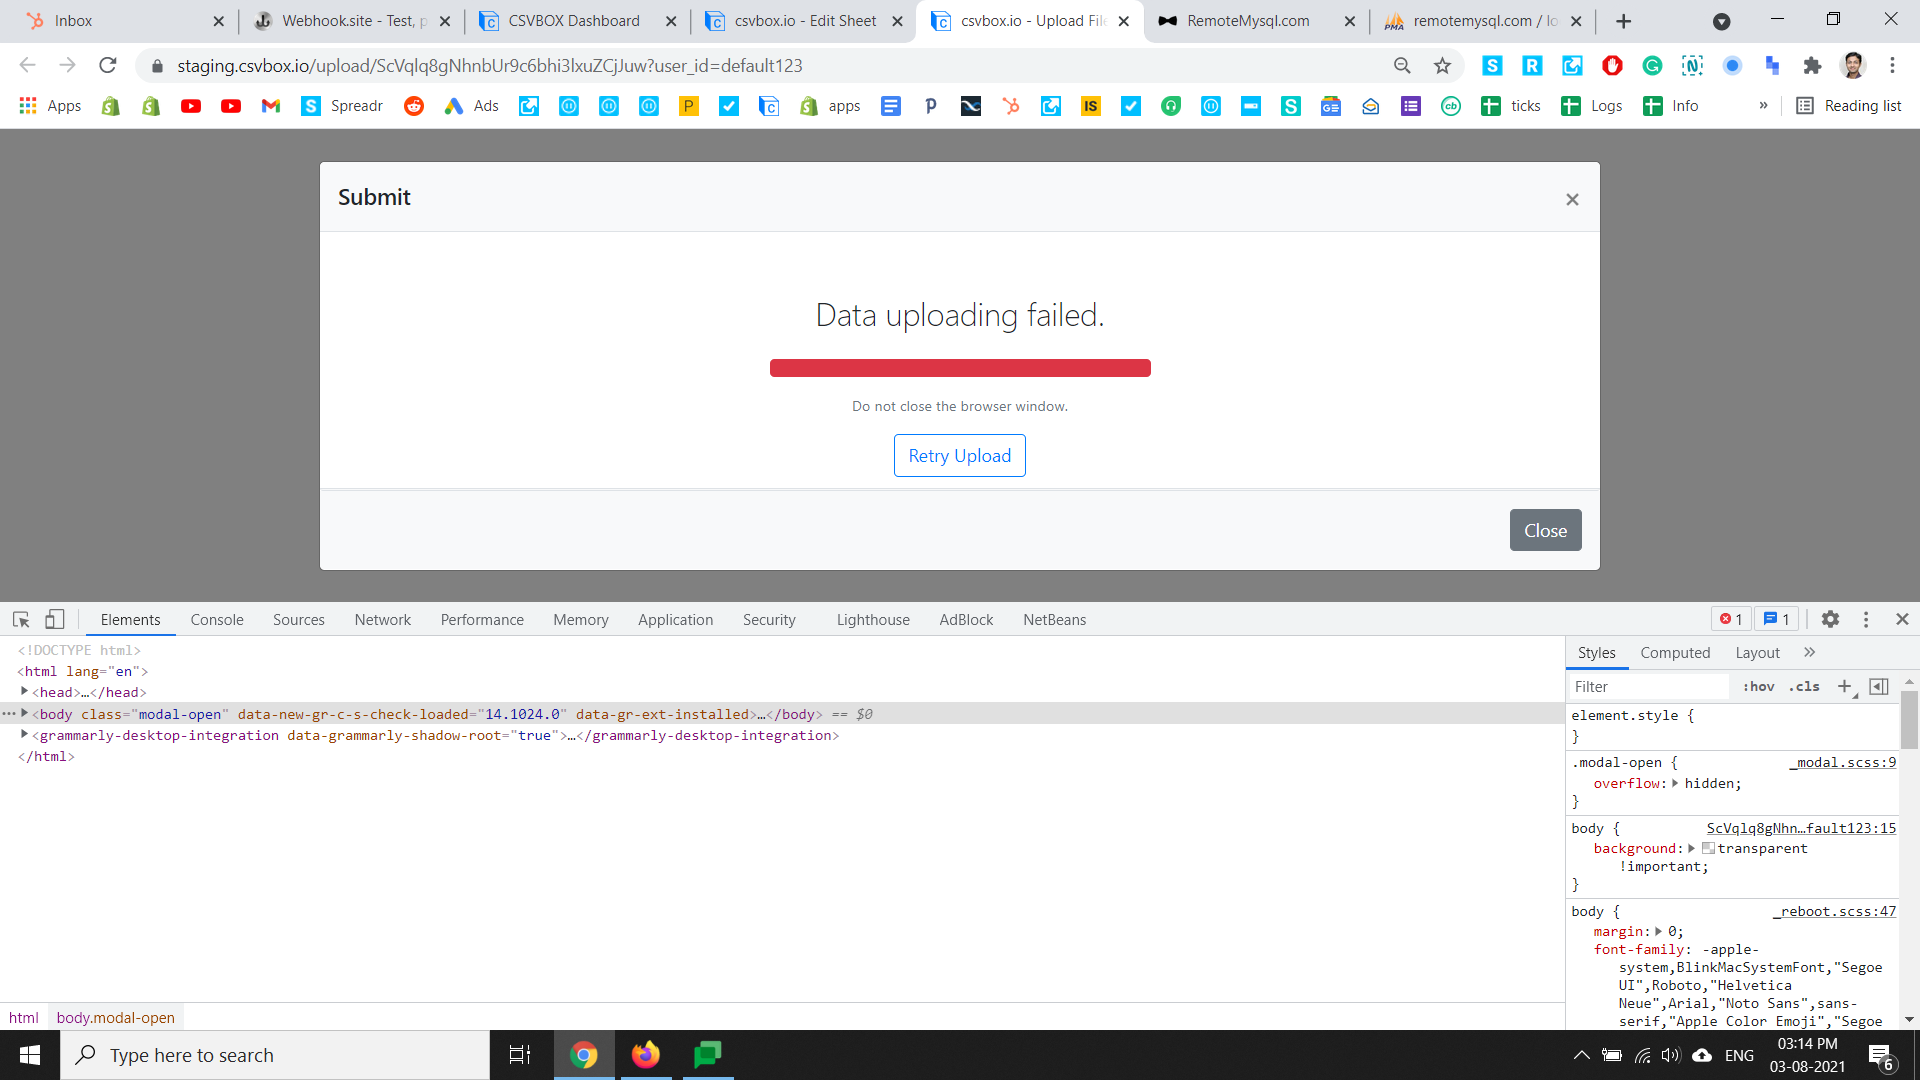 Inbox
Webhook.site - Test, p
CSVBOX Dashboard
csvbox.io - Edit Sheet
csvbox.io - Upload File
RemoteMysql.com
PMA
remotemysql.com / lo
staging.csvbox.io/upload/ScVqlq8gNhnbUr9c6bhi3lxuZCjJuw?user_id=default123
Apps
Spreadr
Ads
apps
ticks
Logs
Info
»
Reading list
Submit
Data uploading failed.
Do not close the browser window.
Retry Upload
Close
Elements
Console
Sources
Network
Performance
Memory
Application
Security
Lighthouse
AdBlock
NetBeans
1
1
<!DOCTYPE html>
<html lang="en">
<head>…</head>
<body class="modal-open" data-new-gr-c-s-check-loaded="14.1024.0" data-gr-ext-installed>…</body> == $0
<grammarly-desktop-integration data-grammarly-shadow-root="true">…</grammarly-desktop-integration>
</html>
html
body.modal-open
Styles
Computed
Layout
»
Filter
:hov
.cls
element.style {
}
.modal-open {
_modal.scss:9
overflow: hidden;
}
body {
ScVqlq8gNhn…fault123:15
background: transparent
!important;
}
body {
_reboot.scss:47
margin: 0;
font-family: -apple-
system,BlinkMacSystemFont,"Segoe
UI",Roboto,"Helvetica
Neue",Arial,"Noto Sans",sans-
serif,"Apple Color Emoji","Segoe
Type here to search
ENG
03:14 PM
03-08-2021
6